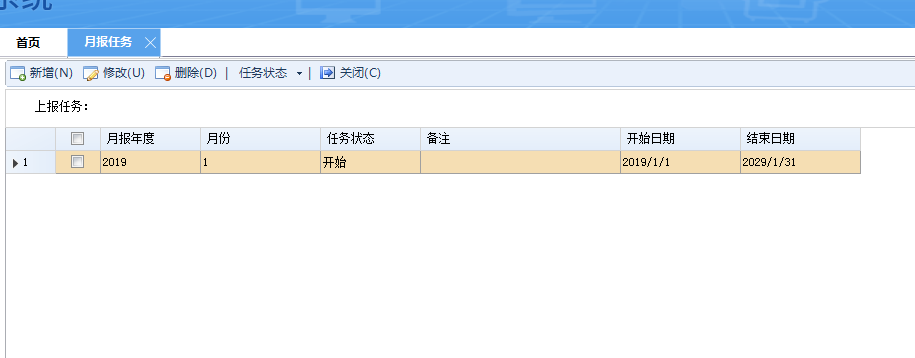 系统
首页 月报任务
新增(N) 修改(U) 删除(D) | 任务状态 | 关闭(C)
上报任务:
月报年度 月份 任务状态 备注 开始日期 结束日期
1 2019 1 开始 2019/1/1 2029/1/31